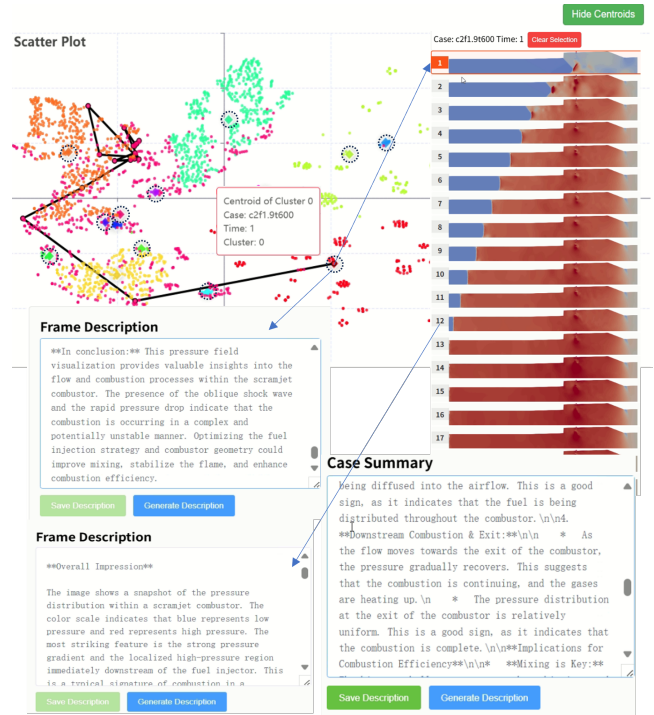 Hide Centroids
Scatter Plot
Case: c2f1.9t600 Time: 1
Clear Selection
1
2
3
4
5
6
7
8
9
10
11
12
13
14
15
16
17
Centroid of Cluster 0
Case: c2f1.9t600
Time: 1
Cluster: 0
Frame Description
**In conclusion:** This pressure field
visualization provides valuable insights into the
flow and combustion processes within the scramjet
combustor. The presence of the oblique shock wave
and the rapid pressure drop indicate that the
combustion is occurring in a complex and
potentially unstable manner. Optimizing the fuel
injection strategy and combustor geometry could
improve mixing, stabilize the flame, and enhance
combustion efficiency.
Save Description
Generate Description
Frame Description
**Overall Impression**
The image shows a snapshot of the pressure
distribution within a scramjet combustor. The
color scale indicates that blue represents low
pressure and red represents high pressure. The
most striking feature is the strong pressure
gradient and the localized high-pressure region
immediately downstream of the fuel injector. This
is a typical signature of combustion in a
Save Description
Generate Description
Case Summary
being diffused into the airflow. This is a good
sign, as it indicates that the fuel is being
distributed throughout the combustor.\n\n4.
**Downstream Combustion & Exit:**\n\n    *   As
the flow moves towards the exit of the combustor,
the pressure gradually recovers. This suggests
that the combustion is continuing, and the gases
are heating up.\n    *   The pressure distribution
at the exit of the combustor is relatively
uniform. This is a good sign, as it indicates that
the combustion is complete.\n\n**Implications for
Combustion Efficiency**\n\n*   **Mixing is Key:**
Save Description
Generate Description